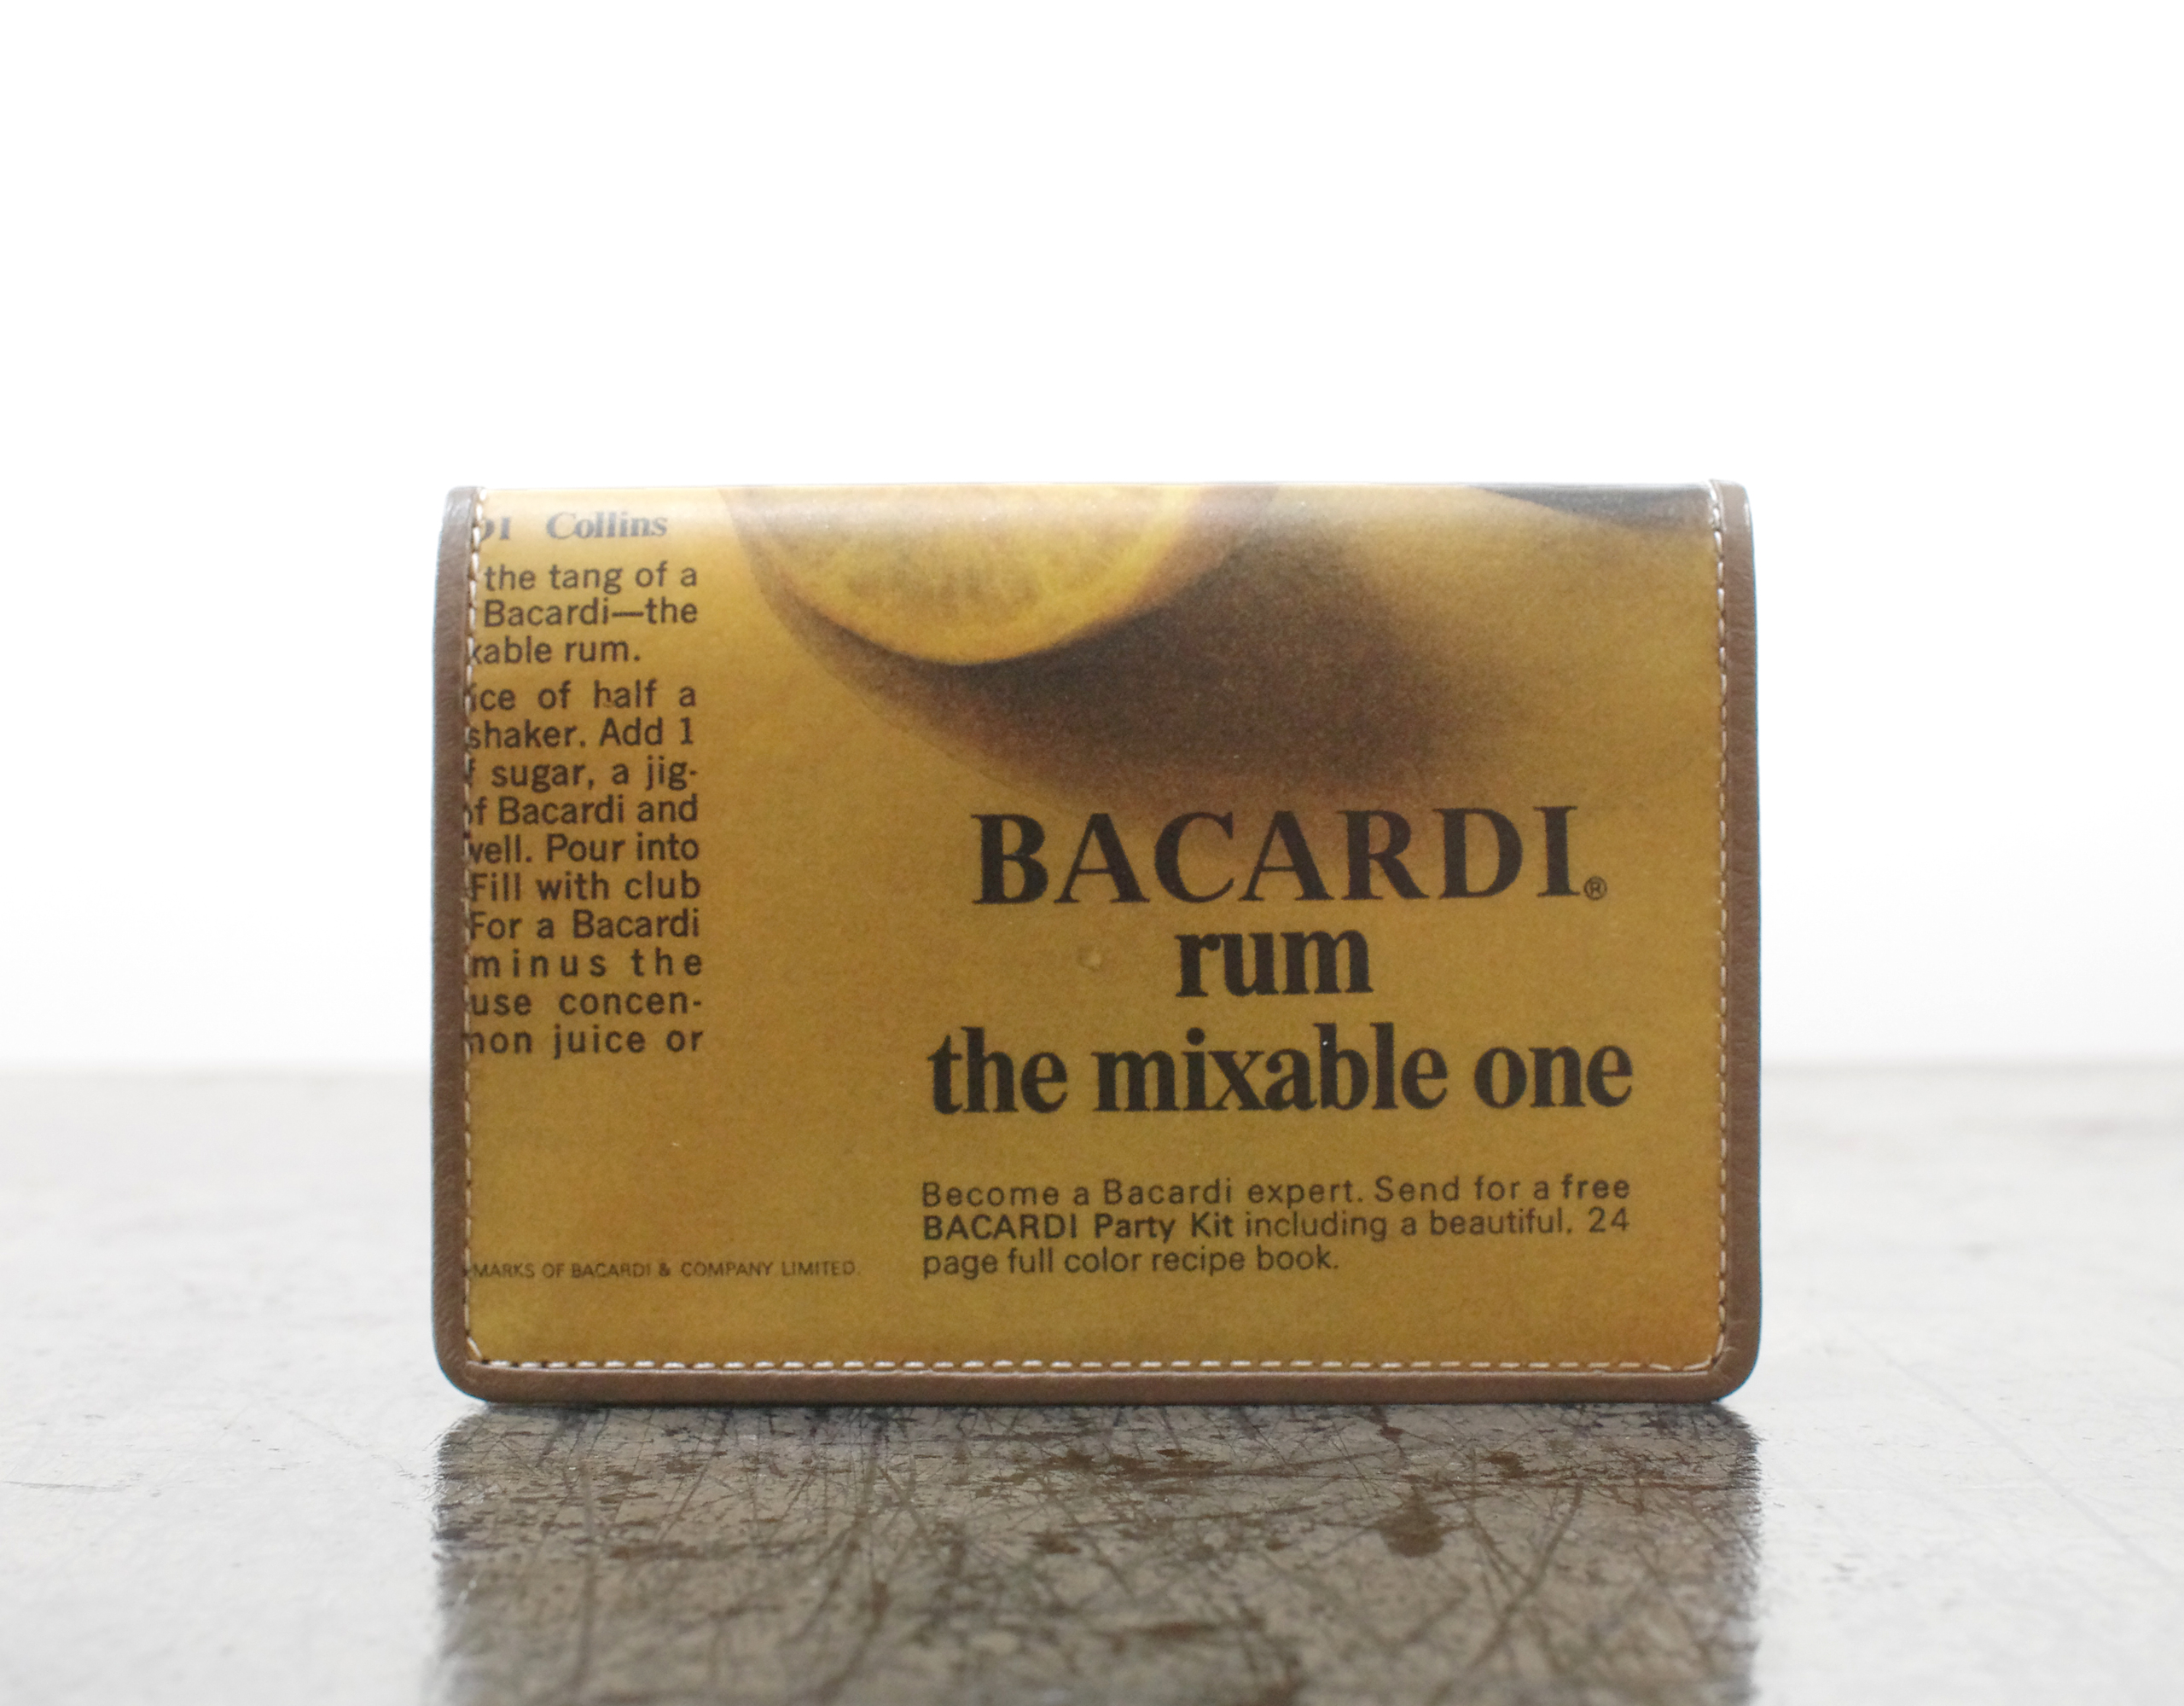 Collins
the tang of a
Bacardi—the
rum.
of half a
shaker. Add 1
sugar, a jig-
of Bacardi and
well. Pour into
Fill with club
For a Bacardi
minus the
use concen-
juice or
BACARDI®
rum
the mixable one
Become a Bacardi expert. Send for a free
BACARDI Party Kit including a beautiful, 24
page full color recipe book.
MARKS OF BACARDI & COMPANY LIMITED.